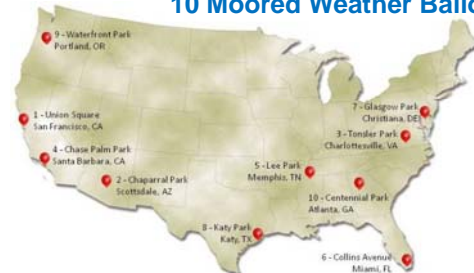 10 Moored Weather Ballo
9 - Waterfront Park
Portland, OR
7 - Glasgow Park
Christiana, DE
1 - Union Square
San Francisco, CA
3 - Tonsler Park
Charlottesville, VA
4 - Chase Palm Park
Santa Barbara, CA
5 - Lee Park
Memphis, TN
2 - Chaparral Park
Scottsdale, AZ
10 - Centennial Park
Atlanta, GA
8 - Katy Park
Katy, TX
6 - Collins Avenue
Miami, FL